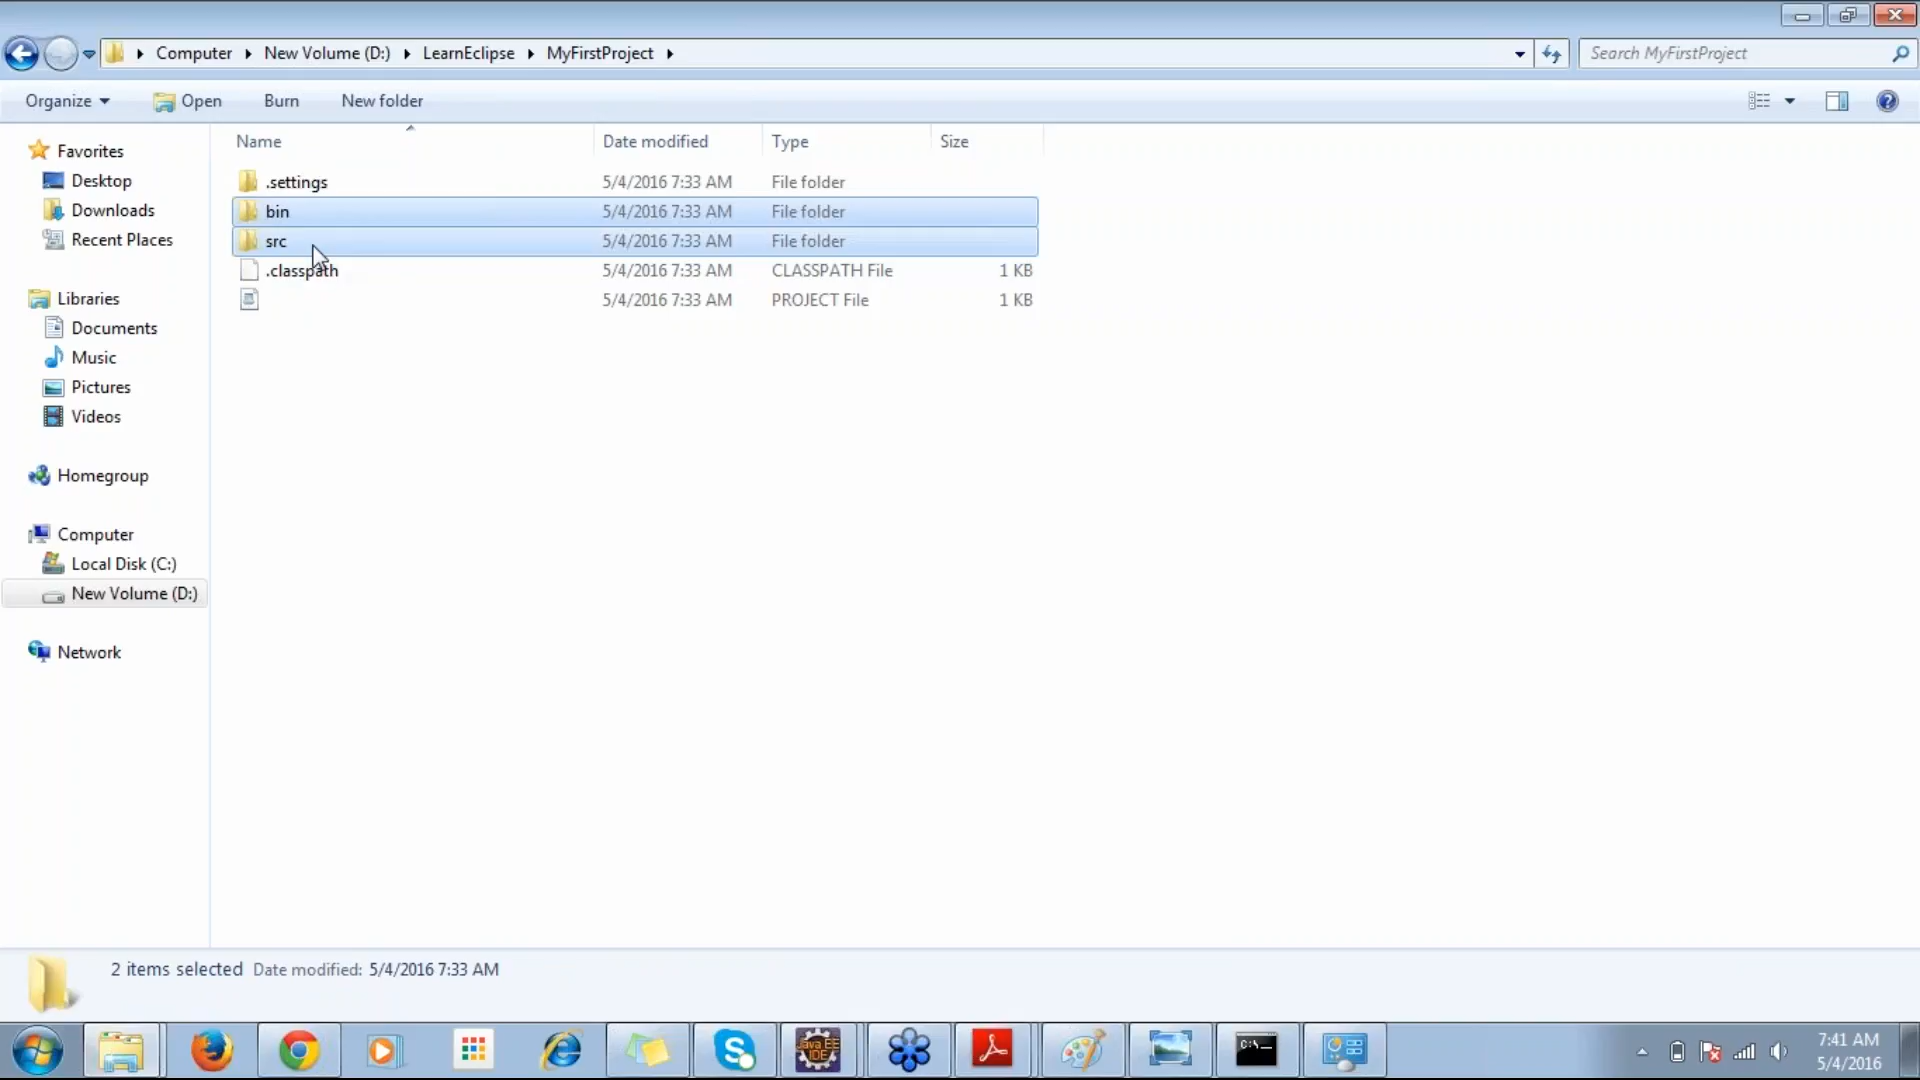 Computer New Volume (D:) LearnEclipse MyFirstProject
Search MyFirstProject
Organize Open Burn New folder
Name Date modified Type Size
Favorites
Desktop
Downloads
Recent Places
Libraries
Documents
Music
Pictures
Videos
Homegroup
Computer
Local Disk (C:)
New Volume (D:)
Network
.settings 5/4/2016 7:33 AM File folder
bin 5/4/2016 7:33 AM File folder
src 5/4/2016 7:33 AM File folder
.classpath 5/4/2016 7:33 AM CLASSPATH File 1 KB
5/4/2016 7:33 AM PROJECT File 1 KB
2 items selected Date modified: 5/4/2016 7:33 AM
Java EE
IDE
C:\
7:41 AM
5/4/2016